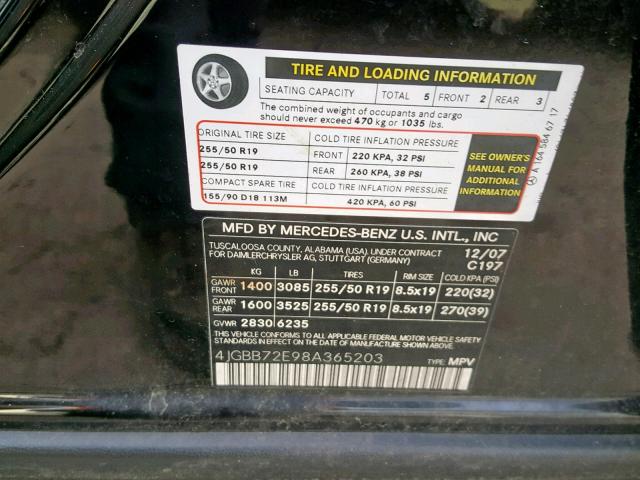 TIRE AND LOADING INFORMATION
SEATING CAPACITY TOTAL 5 FRONT 2 REAR 3
The combined weight of occupants and cargo
should never exceed 470 kg or 1035 lbs.
ORIGINAL TIRE SIZE COLD TIRE INFLATION PRESSURE
255/50 R19 FRONT 220 KPA, 32 PSI
255/50 R19 REAR 260 KPA, 38 PSI
COMPACT SPARE TIRE COLD TIRE INFLATION PRESSURE
155/90 D18 113M 420 KPA, 60 PSI
SEE OWNER'S
MANUAL FOR
ADDITIONAL
INFORMATION
A 164 584 67 17
MFD BY MERCEDES-BENZ U.S. INTL., INC
TUSCALOOSA COUNTY, ALABAMA (USA). UNDER CONTRACT 12/07
FOR DAIMLERCHRYSLER AG, STUTTGART (GERMANY) C197
KG LB TIRES RIM SIZE COLD KPA (PSI)
GAWR FRONT 1400 3085 255/50 R19 8.5x19 220(32)
GAWR REAR 1600 3525 255/50 R19 8.5x19 270(39)
GVWR 2830 6235
THIS VEHICLE CONFORMS TO ALL APPLICABLE FEDERAL MOTOR VEHICLE SAFETY AND
THEFT PREVENTION STANDARDS IN EFFECT ON THE DATE OF MANUFACTURE SHOWN ABOVE.
4JGBB72E98A365203 TYPE: MPV